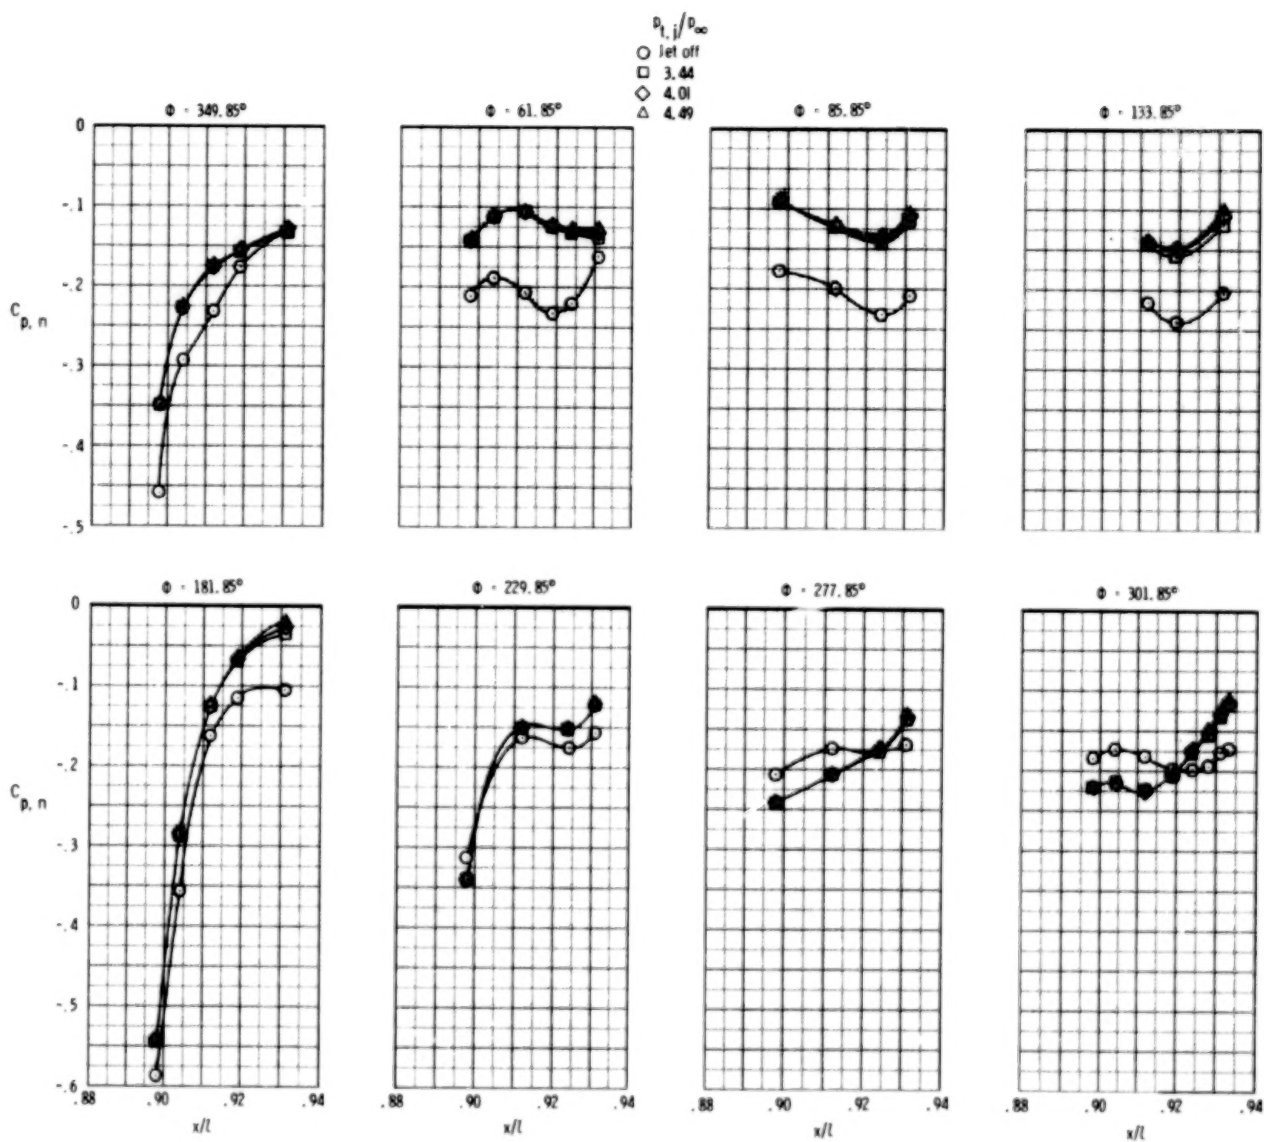 p_t,j/p_∞
Jet off
3.44
4.01
4.49
Φ - 349.85°
Φ - 61.85°
Φ - 85.85°
Φ - 133.85°
0
-.1
-.2
C_p,n
-.3
-.4
-.5
Φ - 181.85°
Φ - 229.85°
Φ - 277.85°
Φ - 301.85°
0
-.1
-.2
C_p,n
-.3
-.4
-.5
-.6
.88 .90 .92 .94 .88 .90 .92 .94 .88 .90 .92 .94 .88 .90 .92 .94
x/l x/l x/l x/l